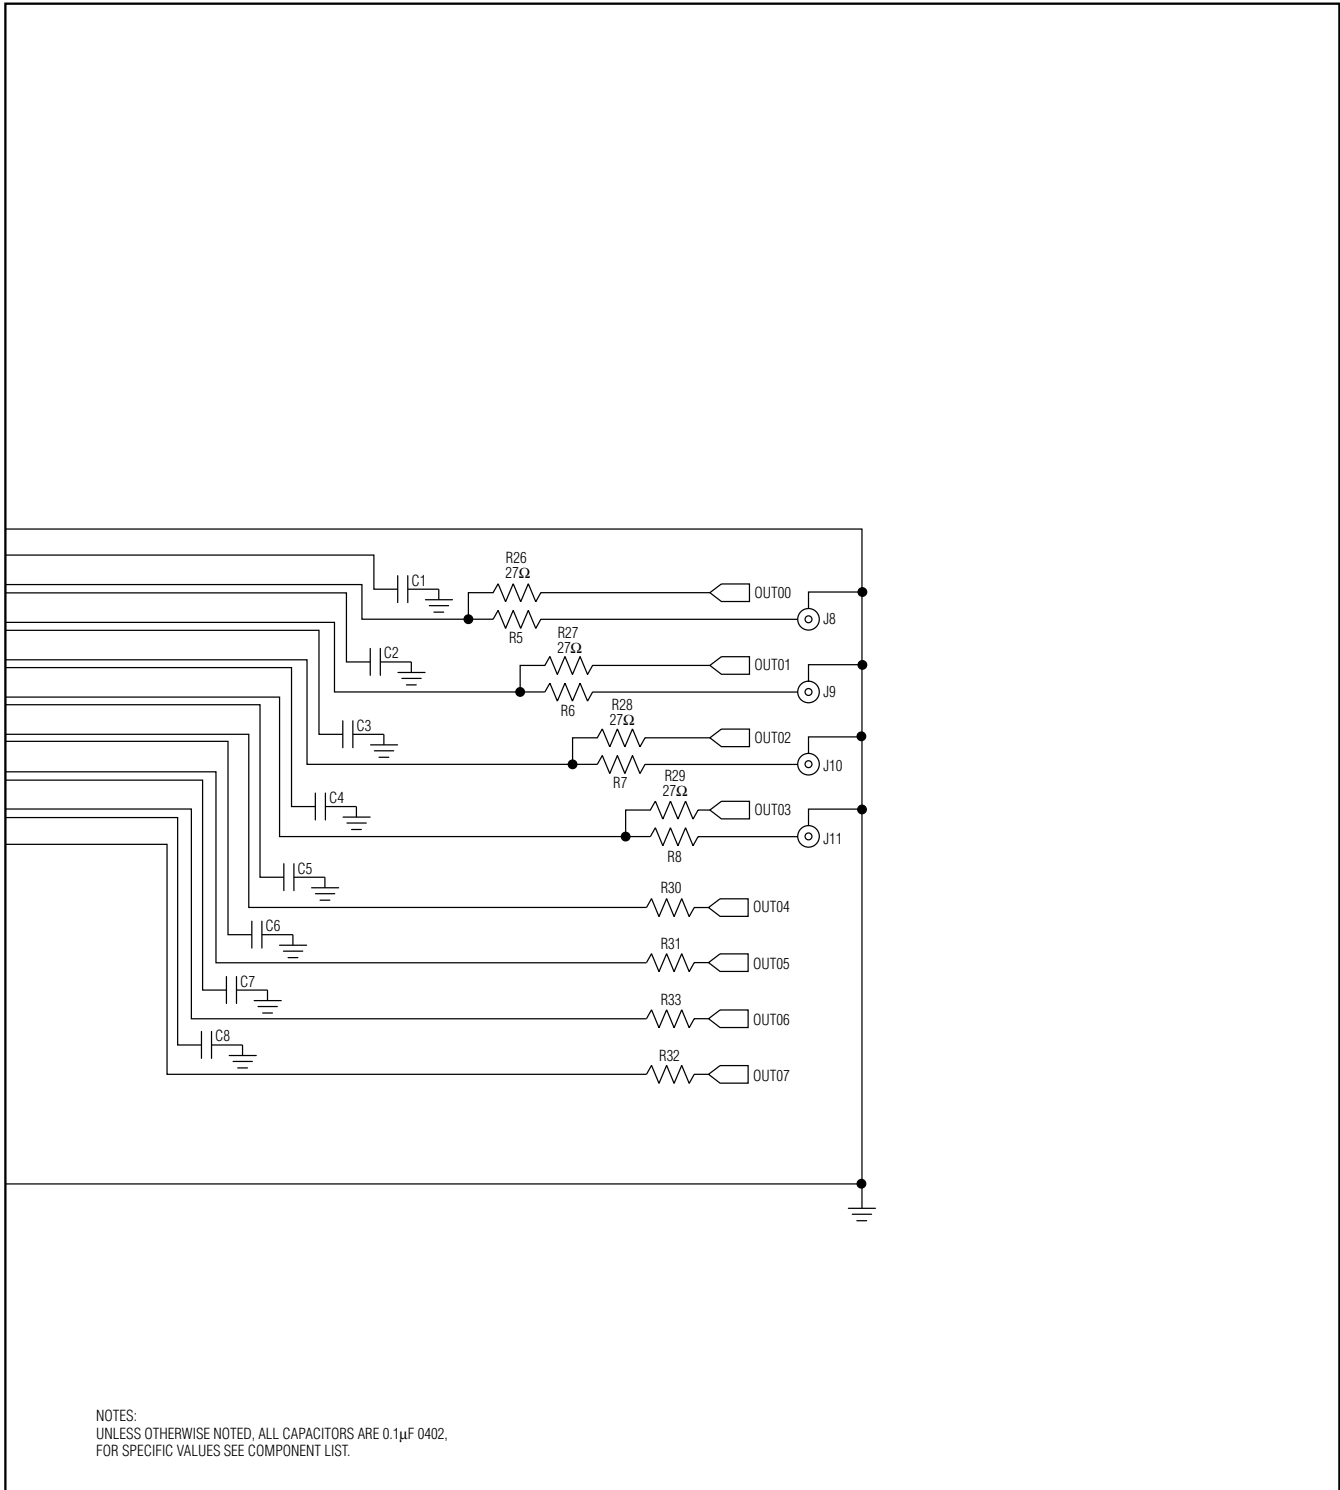 R26
27Ω
C1
OUT00
R5
J8
R27
27Ω
C2
OUT01
R6
J9
R28
27Ω
C3
OUT02
R7
J10
R29
27Ω
C4
OUT03
R8
J11
C5
R30
OUT04
C6
R31
OUT05
C7
R33
OUT06
C8
R32
OUT07
NOTES:
UNLESS OTHERWISE NOTED, ALL CAPACITORS ARE 0.1μF 0402,
FOR SPECIFIC VALUES SEE COMPONENT LIST.